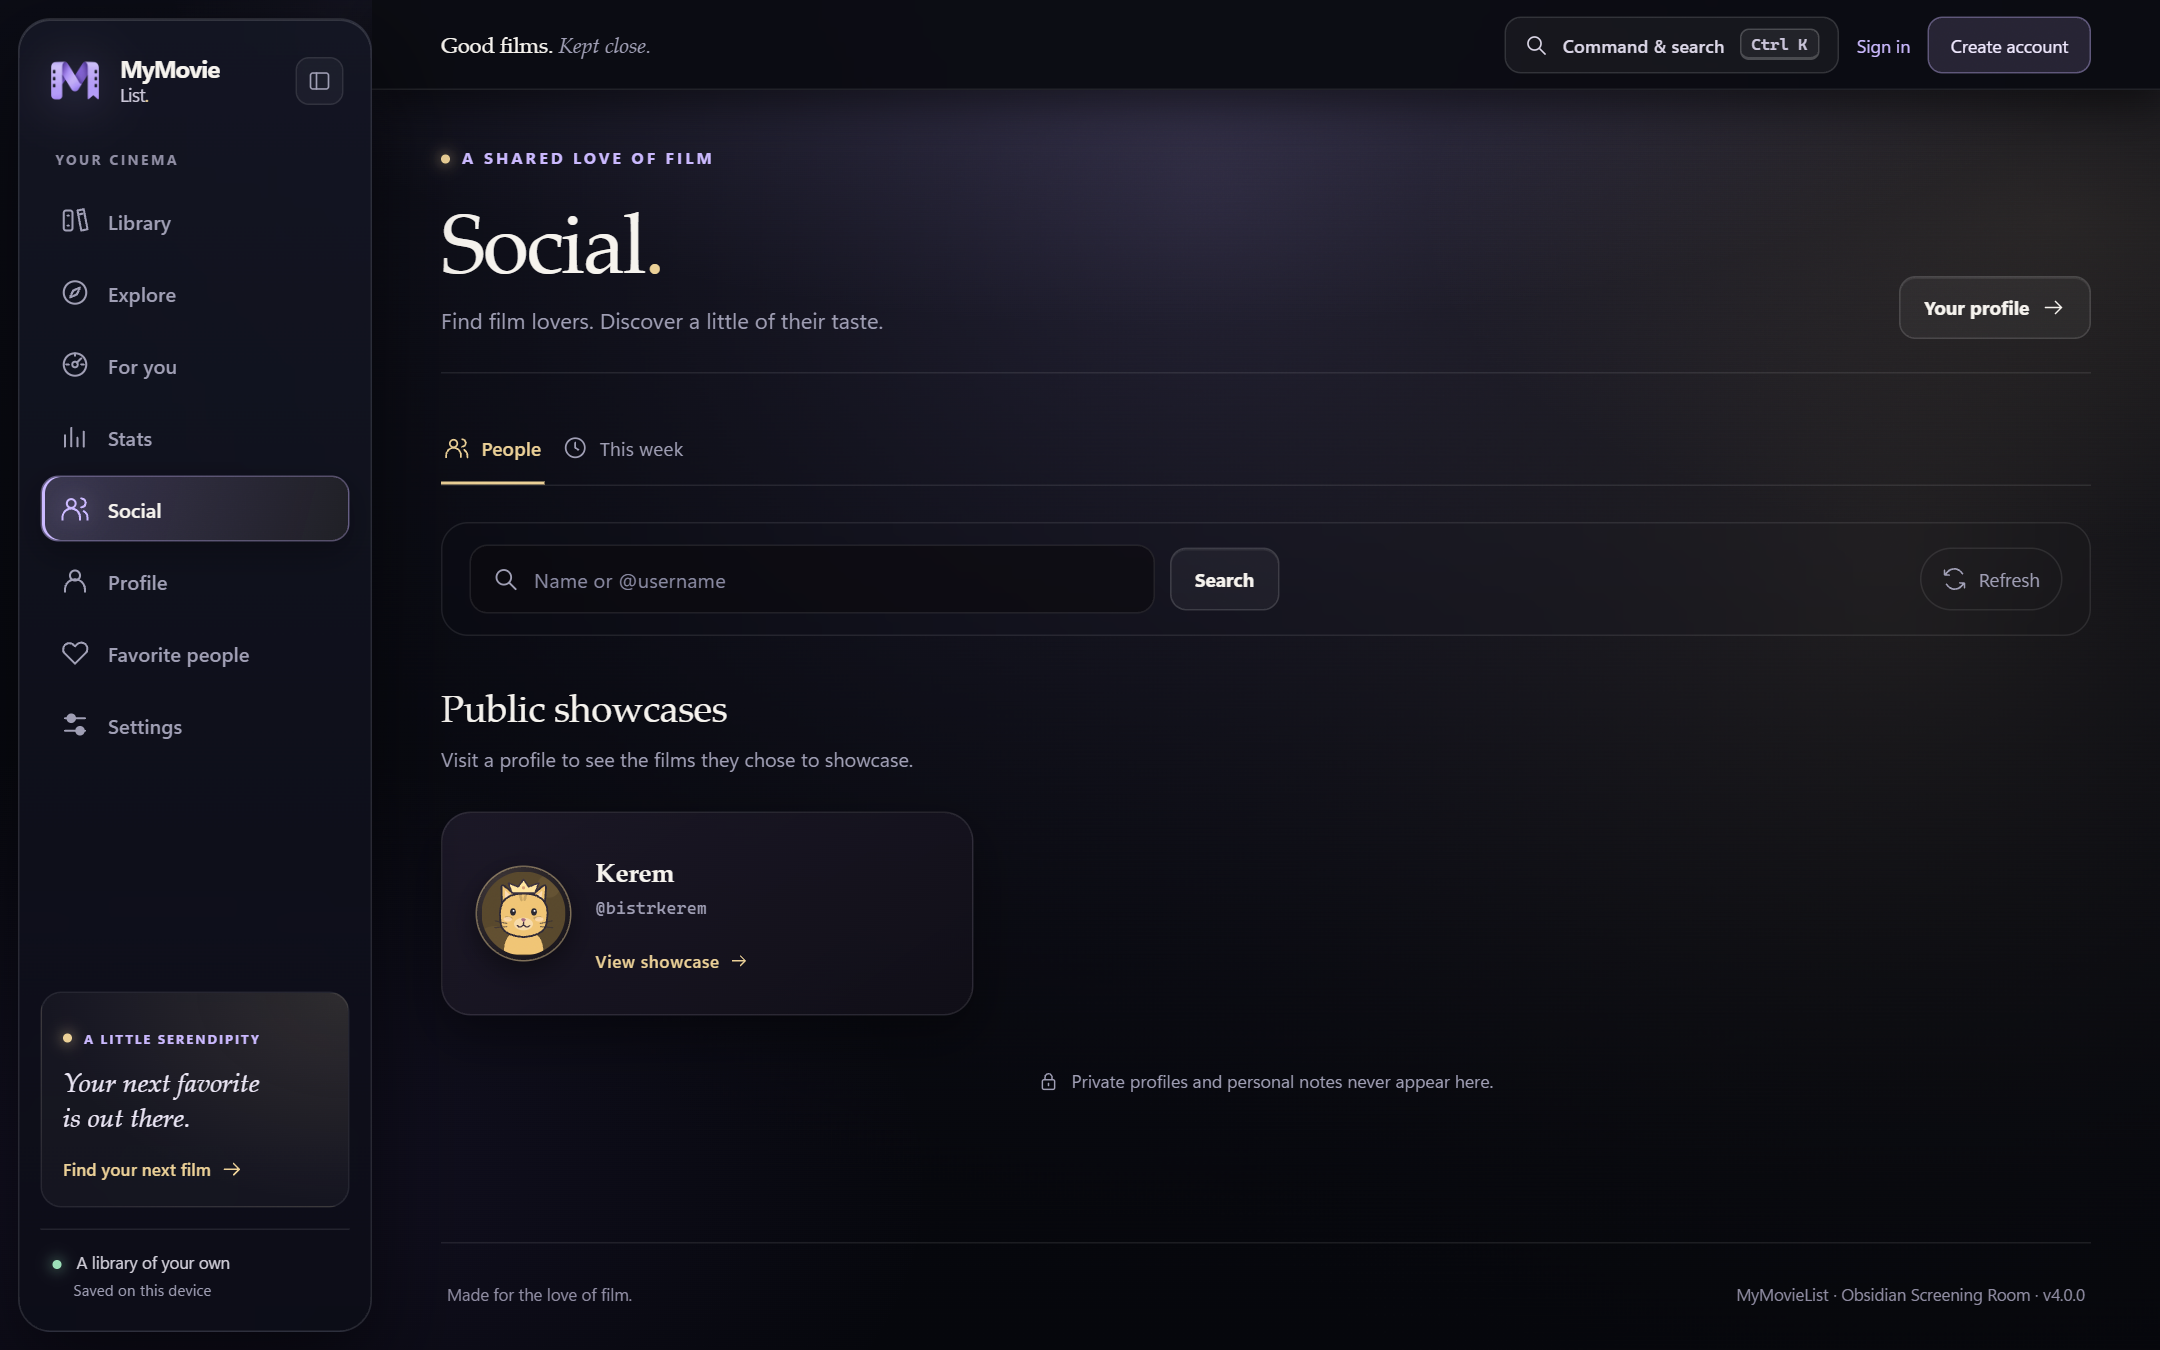 MyMovie
List.
YOUR CINEMA
Library
Explore
For you
Stats
Social
Profile
Favorite people
Settings
A LITTLE SERENDIPITY
Your next favorite
is out there.
Find your next film
A library of your own
Saved on this device
Good films. Kept close.
Command & search Ctrl K
Sign in
Create account
A SHARED LOVE OF FILM
Social.
Find film lovers. Discover a little of their taste.
Your profile
People
This week
Name or @username
Search
Refresh
Public showcases
Visit a profile to see the films they chose to showcase.
Kerem
@bistrkerem
View showcase
Private profiles and personal notes never appear here.
Made for the love of film.
MyMovieList · Obsidian Screening Room · v4.0.0